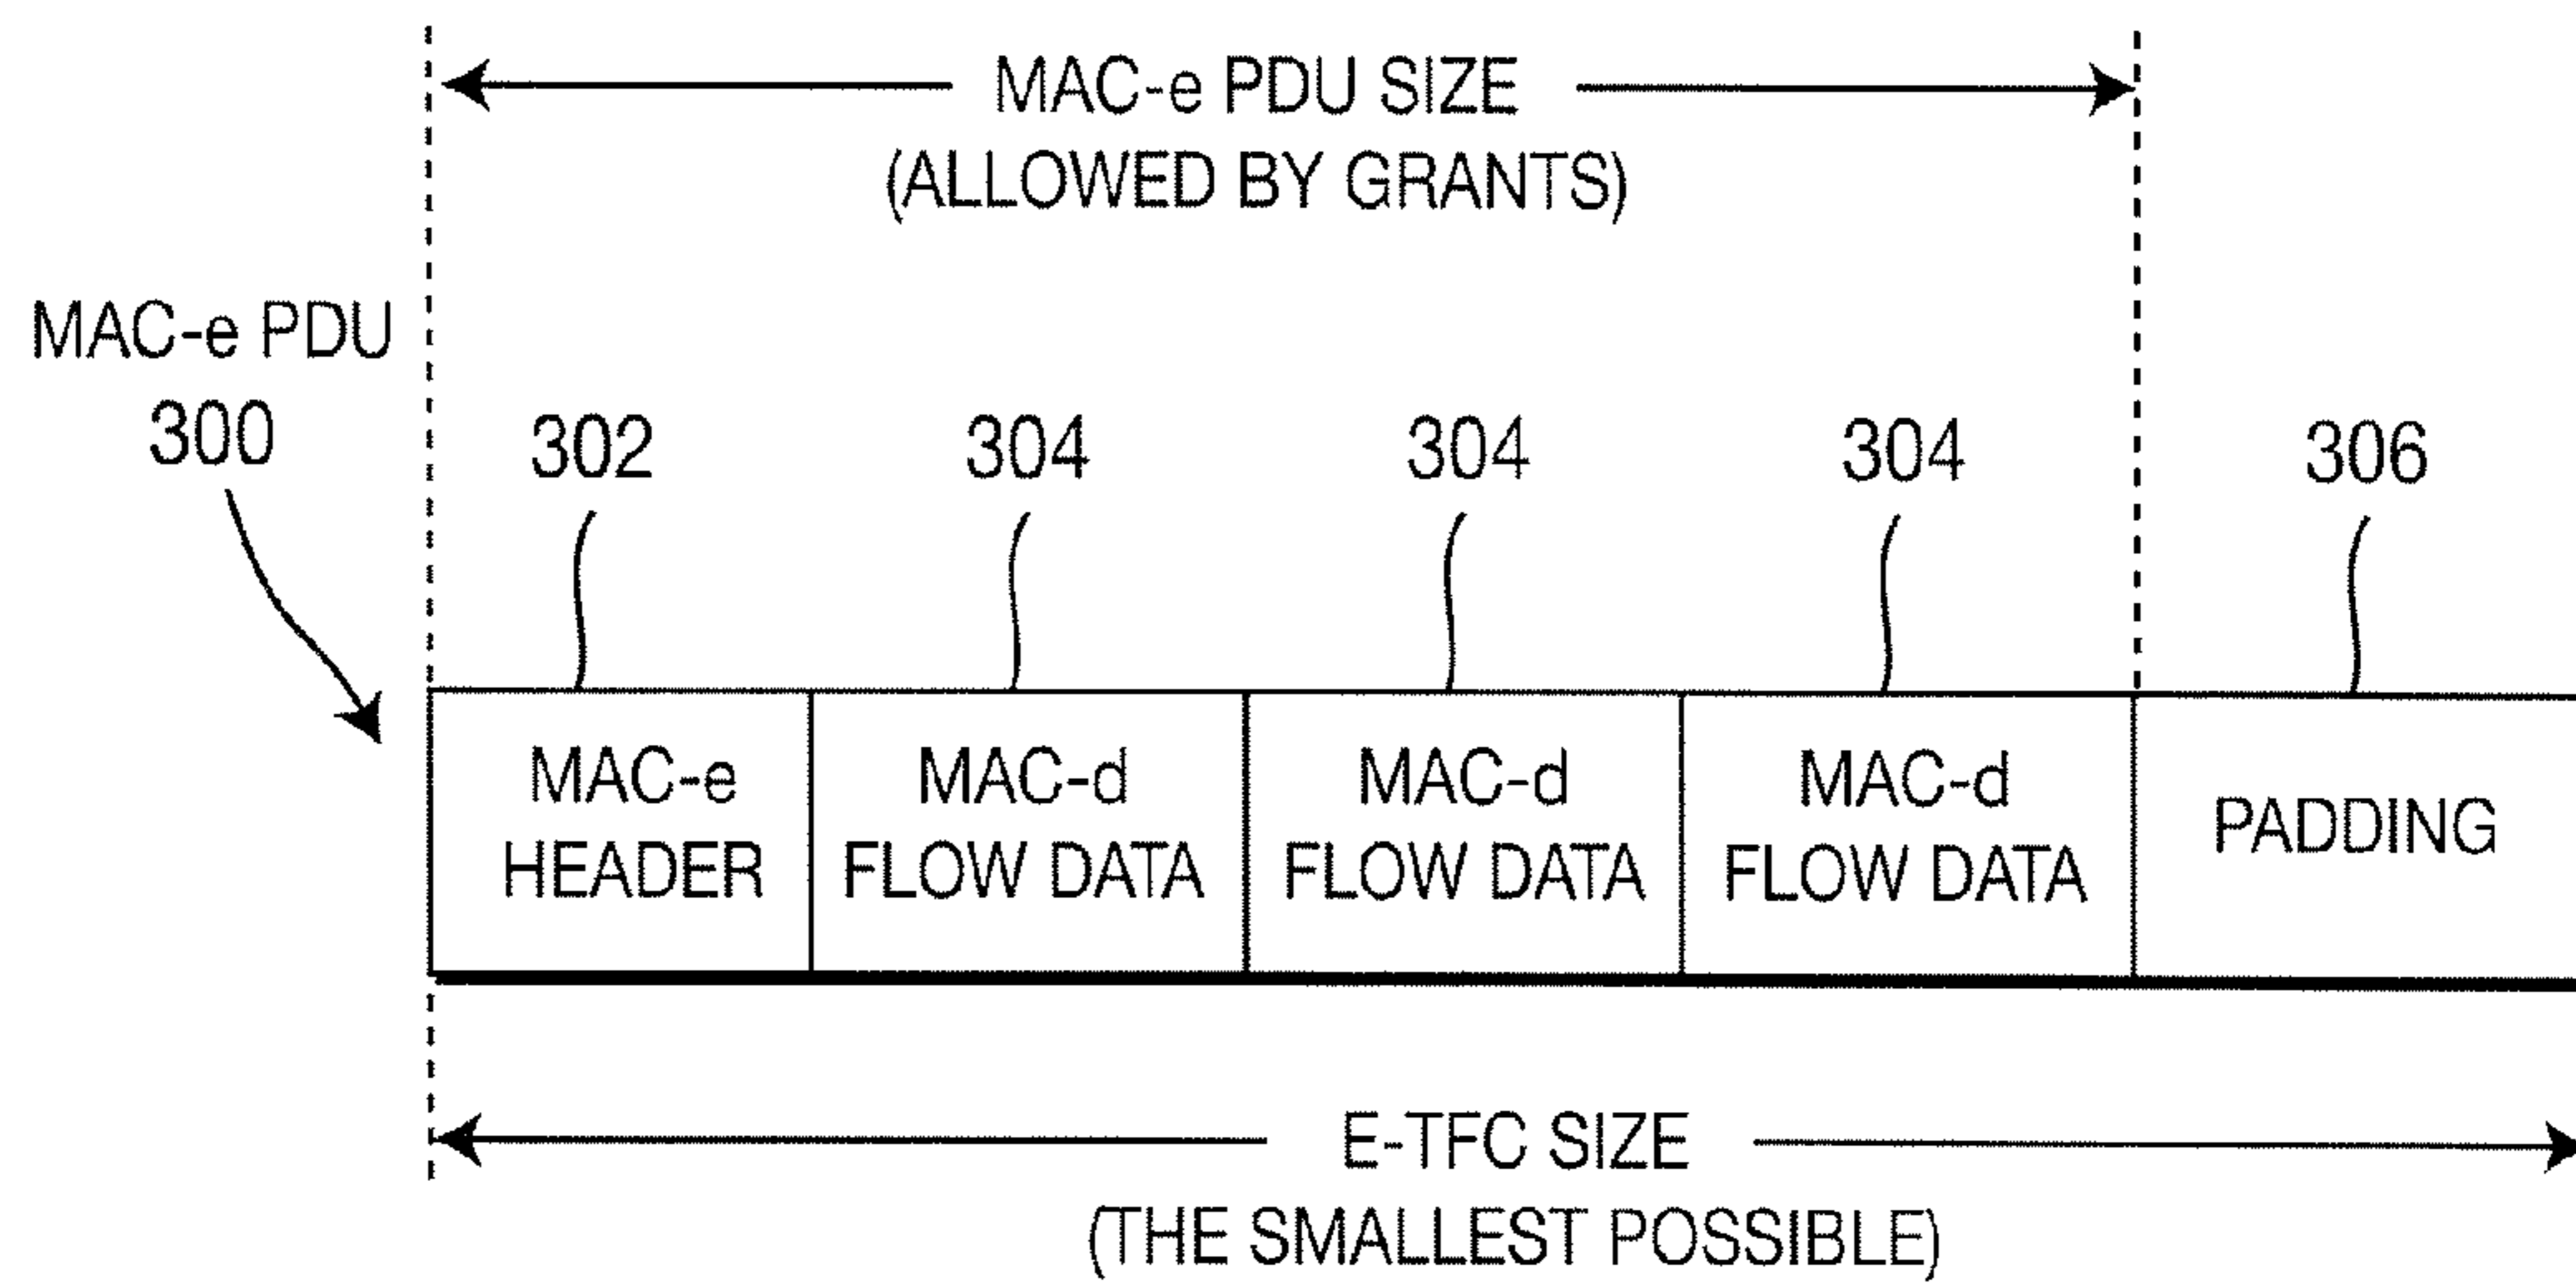 MAC-e PDU SIZE
(ALLOWED BY GRANTS)
MAC-e PDU
300
302
304
304
304
306
MAC-e HEADER
MAC-d FLOW DATA
MAC-d FLOW DATA
MAC-d FLOW DATA
PADDING
E-TFC SIZE
(THE SMALLEST POSSIBLE)